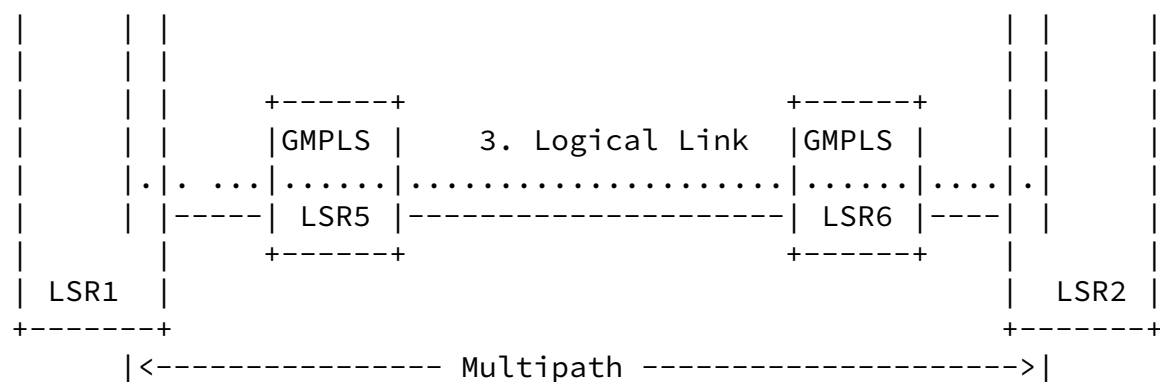 GMPLS 3. Logical Link GMPLS
LSR5 LSR6
LSR1 LSR2
Multipath